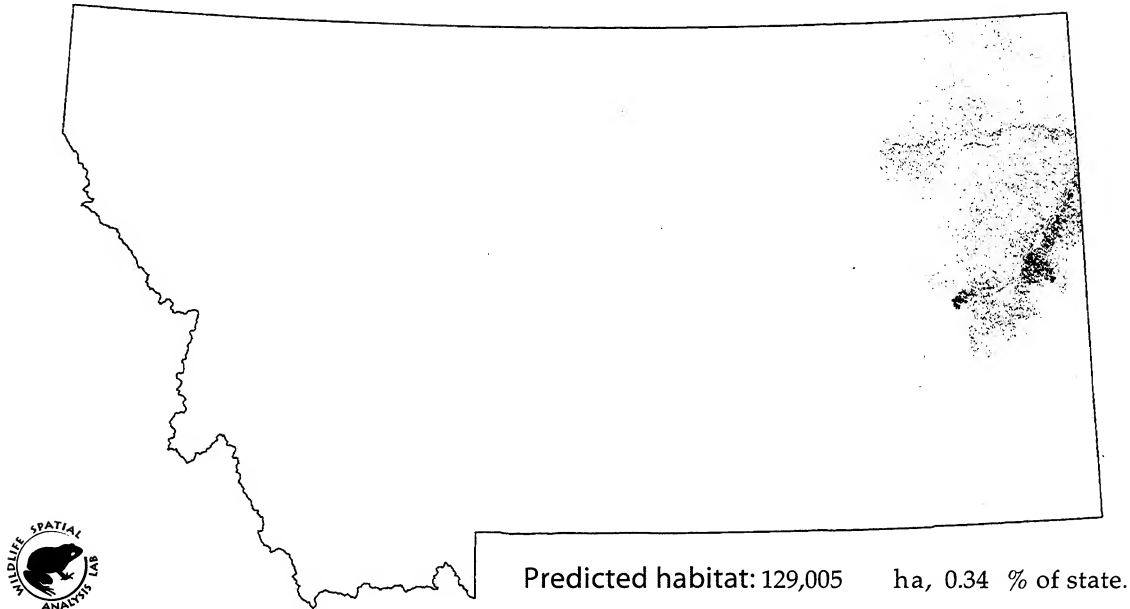 WILDLIFE SPATIAL ANALYSIS LAB
Predicted habitat: 129,005 ha, 0.34 % of state.